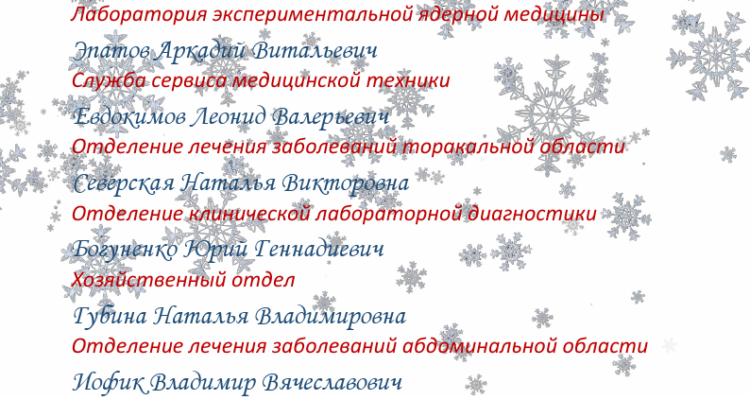 Лаборатория экспериментальной ядерной медицины
Эпатов Аркадий Витальевич
Служба сервиса медицинской техники
Евдокимов Леонид Валерьевич
Отделение лечения заболеваний торакальной области
Северская Наталья Викторовна
Отделение клинической лабораторной диагностики
Богуненко Юрий Геннадиевич
Хозяйственный отдел
Губина Наталья Владимировна
Отделение лечения заболеваний абдоминальной области
Иофик Владимир Вячеславович